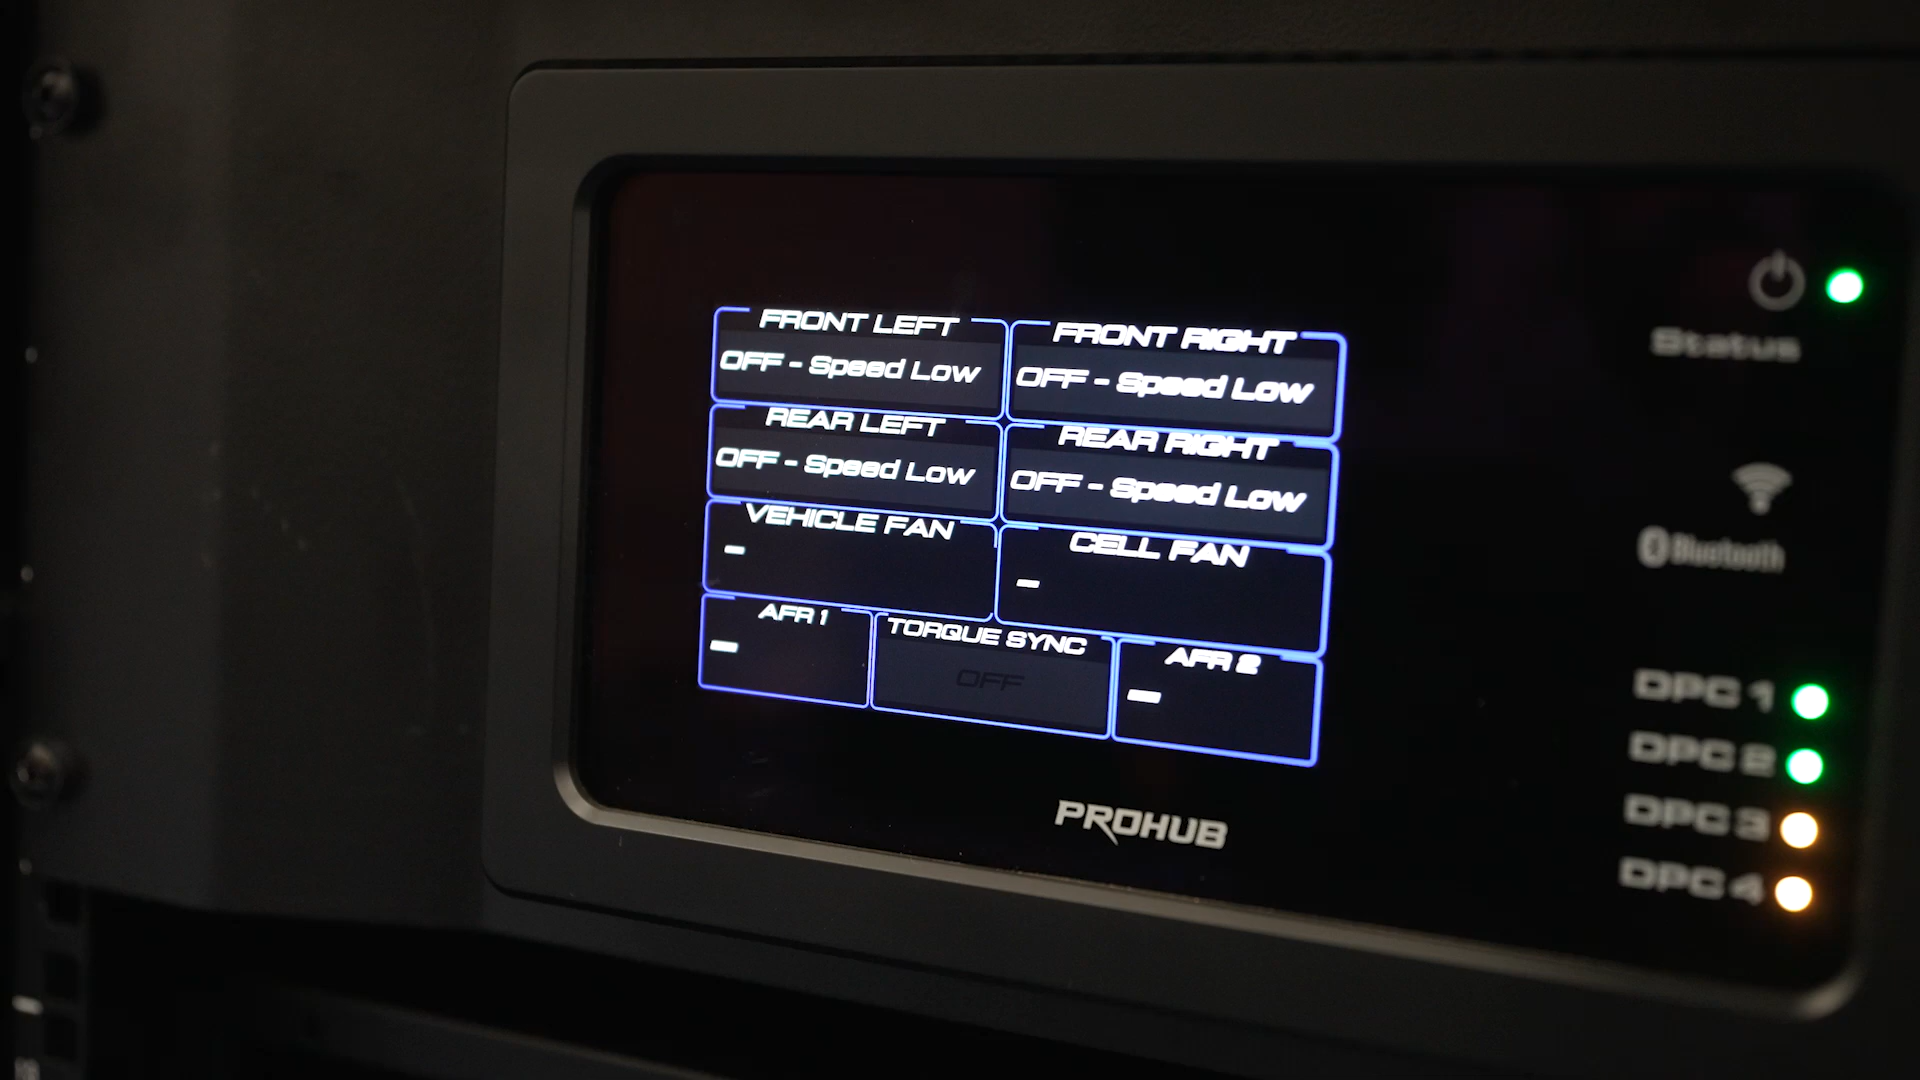 FRONT LEFT
OFF - Speed Low
FRONT RIGHT
OFF - Speed Low
REAR LEFT
OFF - Speed Low
REAR RIGHT
OFF - Speed Low
VEHICLE FAN
-
CELL FAN
-
AFR 1
-
TORQUE SYNC
OFF
AFR 2
-
PROHUB
Status
Bluetooth
DPC 1
DPC 2
DPC 3
DPC 4